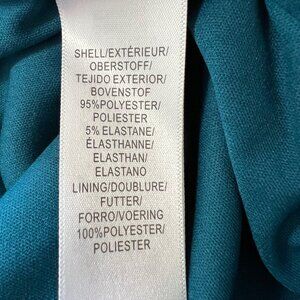 SHELL/EXTÉRIEUR/
OBERSTOFF/
TEJIDO EXTERIOR/
BOVENSTOF
95%POLYESTER/
POLIESTER
5% ELASTANE/
ÉLASTHANNE/
ELASTHAN/
ELASTANO
LINING/DOUBLURE/
FUTTER/
FORRO/VOERING
100%POLYESTER/
POLIESTER